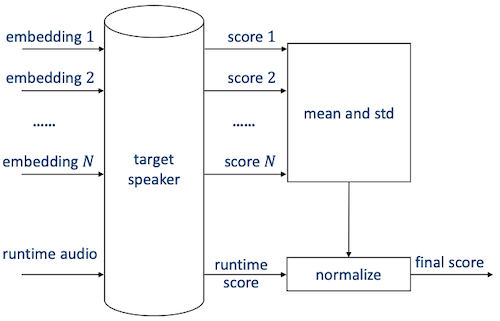 embedding 1
score 1
embedding 2
score 2
......
......
mean and std
embedding N
target
speaker
score N
runtime audio
runtime
score
normalize
final score